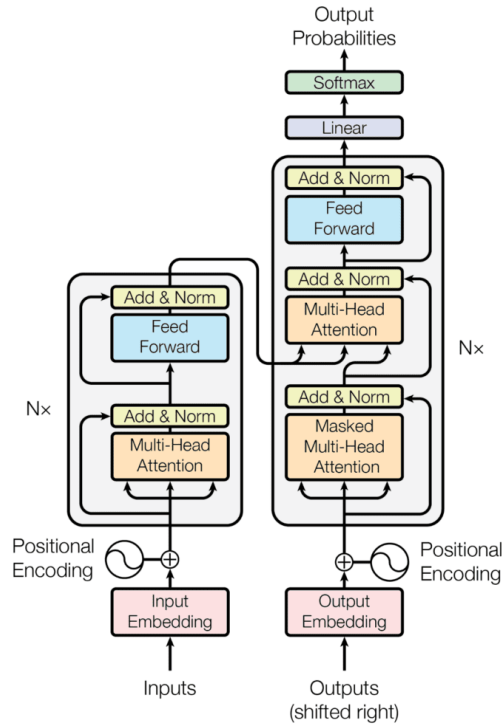 Output
Probabilities
Softmax
Linear
Add & Norm
Feed
Forward
Add & Norm
Multi-Head
Attention
Add & Norm
Masked
Multi-Head
Attention
N×
Add & Norm
Feed
Forward
Add & Norm
Multi-Head
Attention
N×
Positional
Encoding
Positional
Encoding
Input
Embedding
Output
Embedding
Inputs
Outputs
(shifted right)